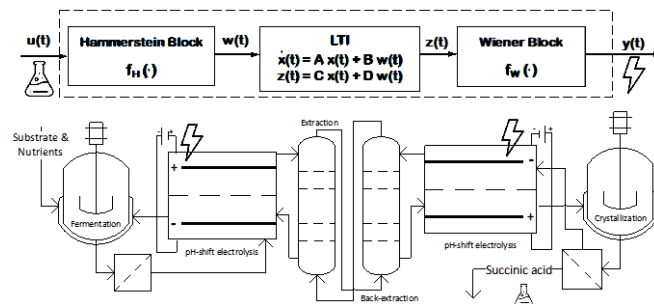 u(t)
Hammerstein Block
fH(·)
w(t)
LTI
ẋ(t) = A x(t) + B w(t)
z(t) = C x(t) + D w(t)
z(t)
Wiener Block
fW(·)
y(t)
Substrate &
Nutrients
Fermentation
- +
+
-
pH-shift electrolysis
Extraction
Back-extraction
- +
-
+
pH-shift electrolysis
Crystallization
Succinic acid